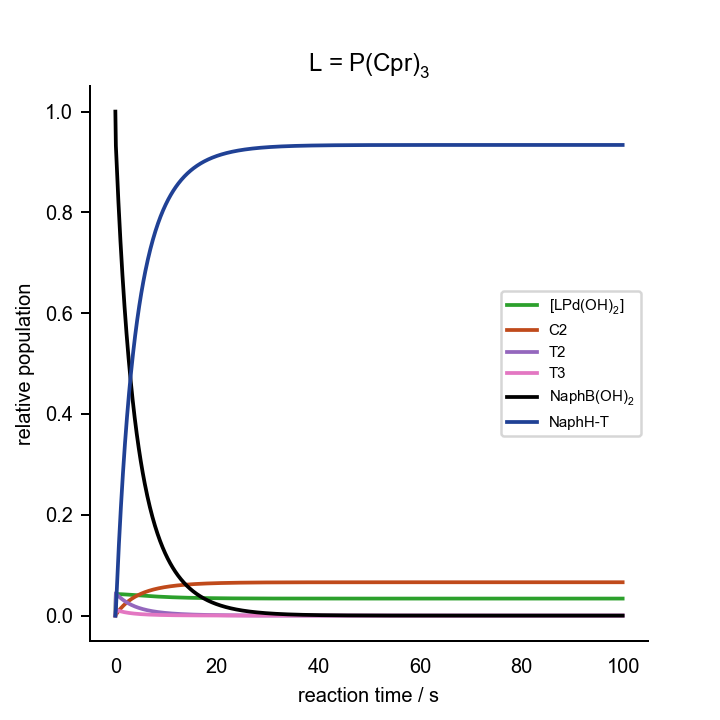 L = P(Cpr)₃
1.0
0.8
0.6
0.4
0.2
0.0
relative population
[LPd(OH)₂]
C2
T2
T3
NaphB(OH)₂
NaphH-T
0 20 40 60 80 100
reaction time / s